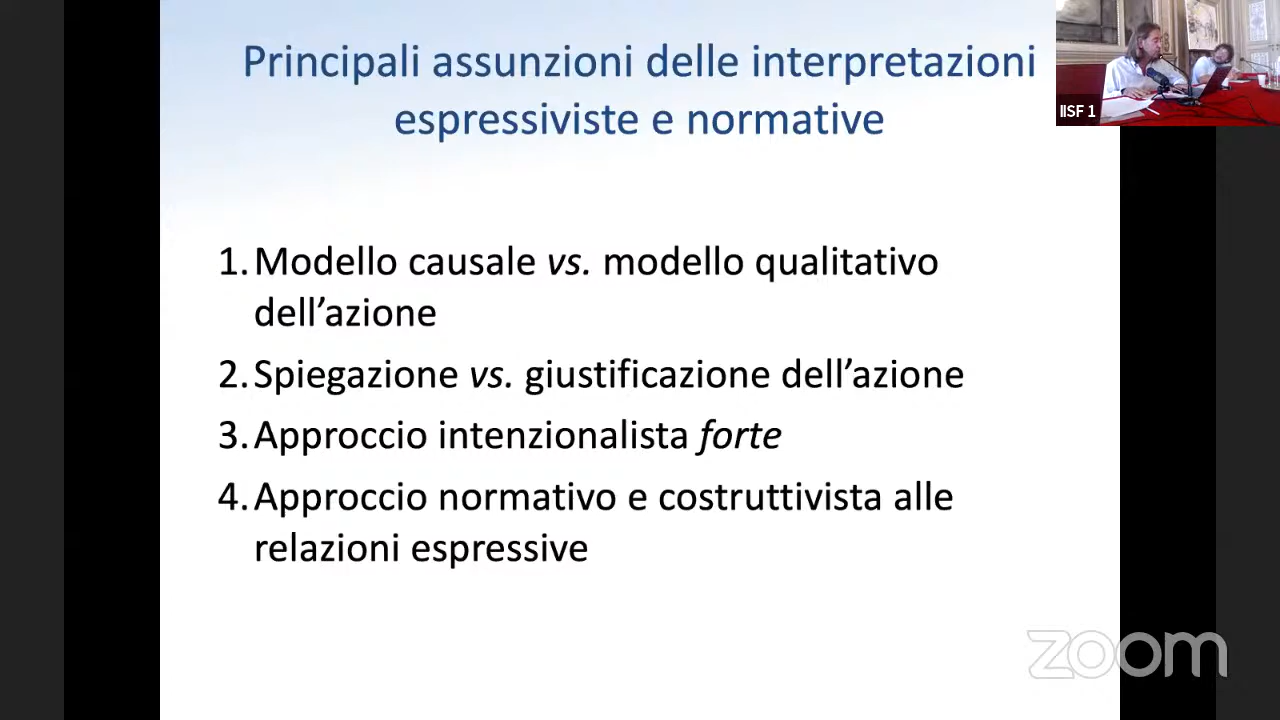 Principali assunzioni delle interpretazioni
espressiviste e normative
IISF 1
1. Modello causale vs. modello qualitativo
dell’azione
2. Spiegazione vs. giustificazione dell’azione
3. Approccio intenzionalista forte
4. Approccio normativo e costruttivista alle
relazioni espressive
zoom